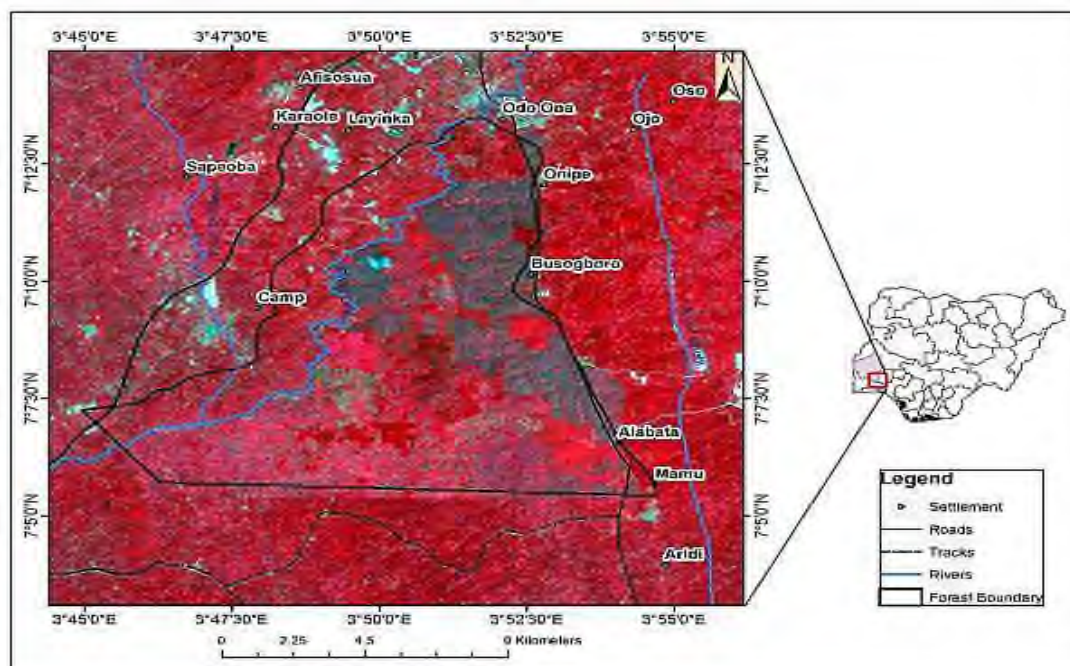 3°45'0"E 3°47'30"E 3°50'0"E 3°52'30"E 3°55'0"E
N
Afisosua
Oso
Karaole
Layinka
Odo Ona
Ojo
7°12'30"N
7°12'30"N
Sapeoba
Onipe
Busogboro
7°10'0"N
7°10'0"N
Camp
7°7'30"N
7°7'30"N
Alabata
Mamu
7°5'0"N
7°5'0"N
Aridi
3°45'0"E 3°47'30"E 3°50'0"E 3°52'30"E 3°55'0"E
0 2.25 4.5 9 Kilometers
Legend
Settlement
Roads
Tracks
Rivers
Forest Boundary